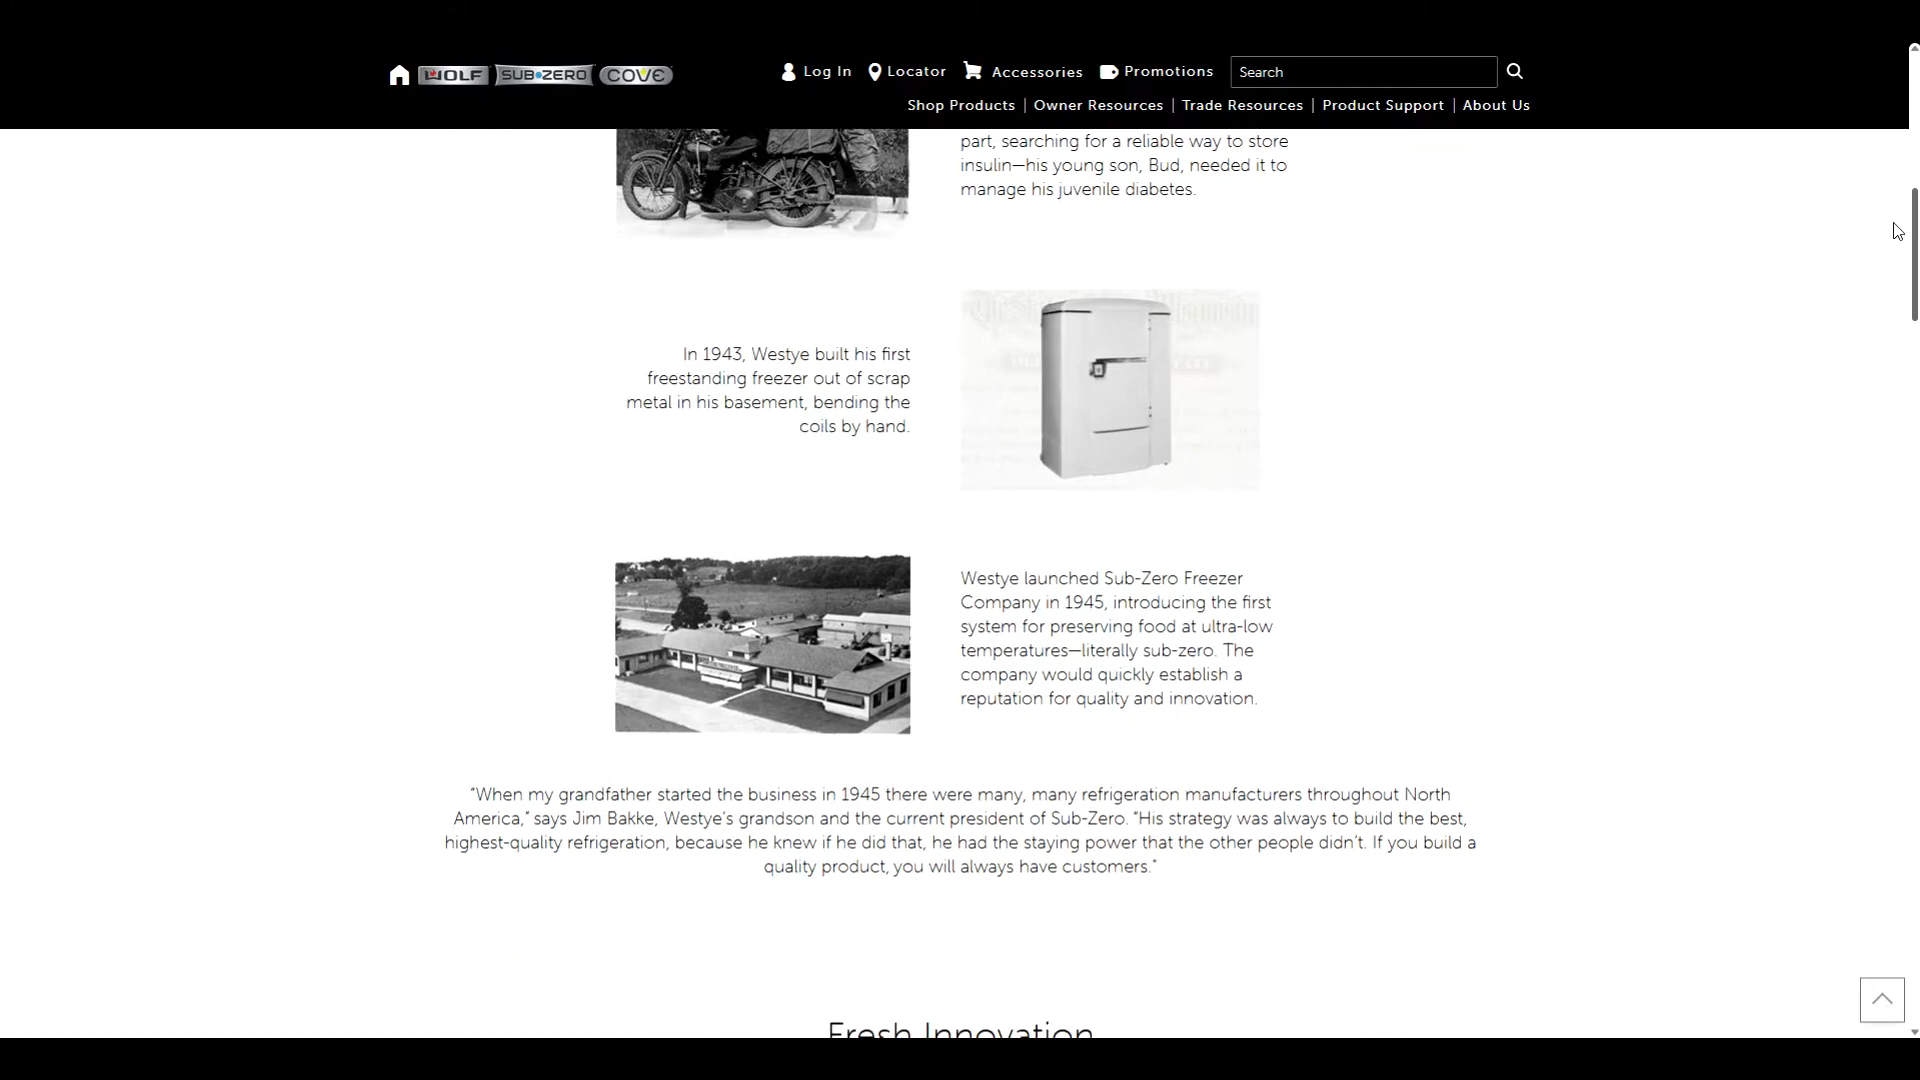 WOLF SUB-ZERO COVE Log In Locator Accessories Promotions Search
Shop Products | Owner Resources | Trade Resources | Product Support | About Us
part, searching for a reliable way to store
insulin—his young son, Bud, needed it to
manage his juvenile diabetes.
In 1943, Westye built his first
freestanding freezer out of scrap
metal in his basement, bending the
coils by hand.
Westye launched Sub-Zero Freezer
Company in 1945, introducing the first
system for preserving food at ultra-low
temperatures—literally sub-zero. The
company would quickly establish a
reputation for quality and innovation.
"When my grandfather started the business in 1945 there were many, many refrigeration manufacturers throughout North
America," says Jim Bakke, Westye's grandson and the current president of Sub-Zero. "His strategy was always to build the best,
highest-quality refrigeration, because he knew if he did that, he had the staying power that the other people didn't. If you build a
quality product, you will always have customers."
Fresh Innovation